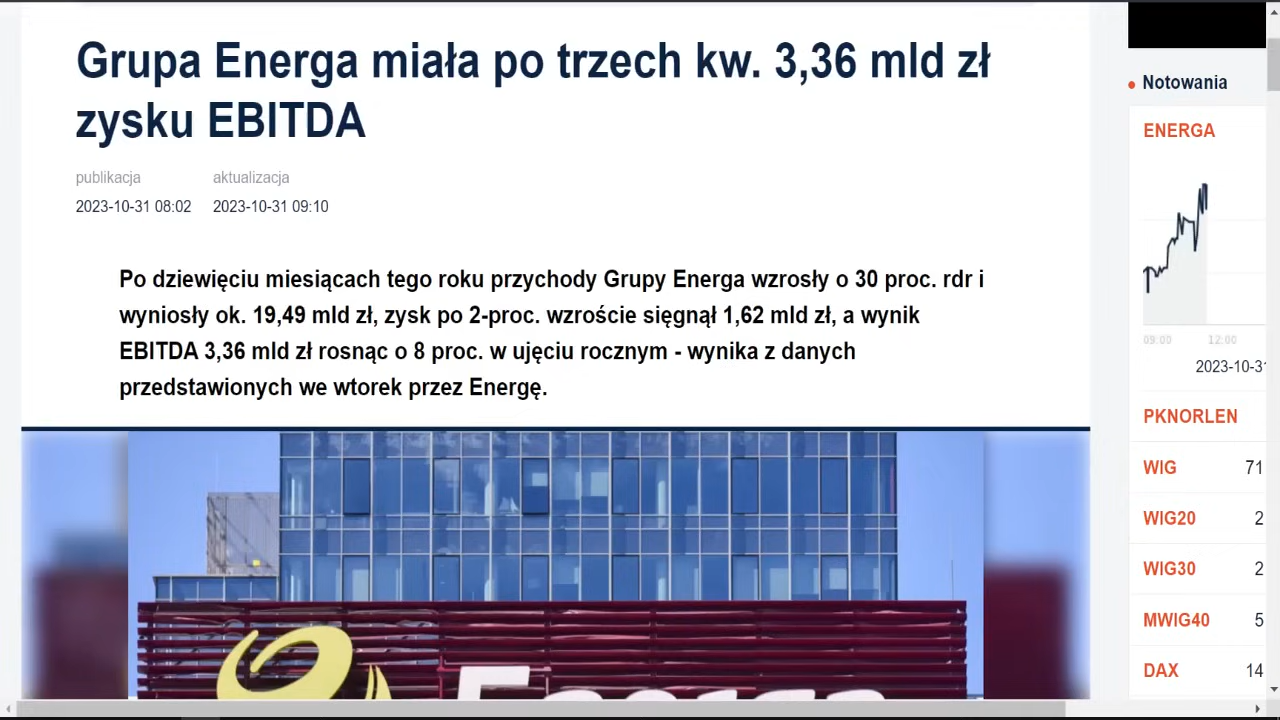 Grupa Energa miała po trzech kw. 3,36 mld zł
zysku EBITDA
publikacja aktualizacja
2023-10-31 08:02 2023-10-31 09:10
Po dziewięciu miesiącach tego roku przychody Grupy Energa wzrosły o 30 proc. rdr i
wyniosły ok. 19,49 mld zł, zysk po 2-proc. wzroście sięgnął 1,62 mld zł, a wynik
EBITDA 3,36 mld zł rosnąc o 8 proc. w ujęciu rocznym - wynika z danych
przedstawionych we wtorek przez Energę.
Energa
Notowania
ENERGA
09:00 12:00
2023-10-31
PKNORLEN
WIG 71
WIG20 2
WIG30 2
MWIG40 5
DAX 14